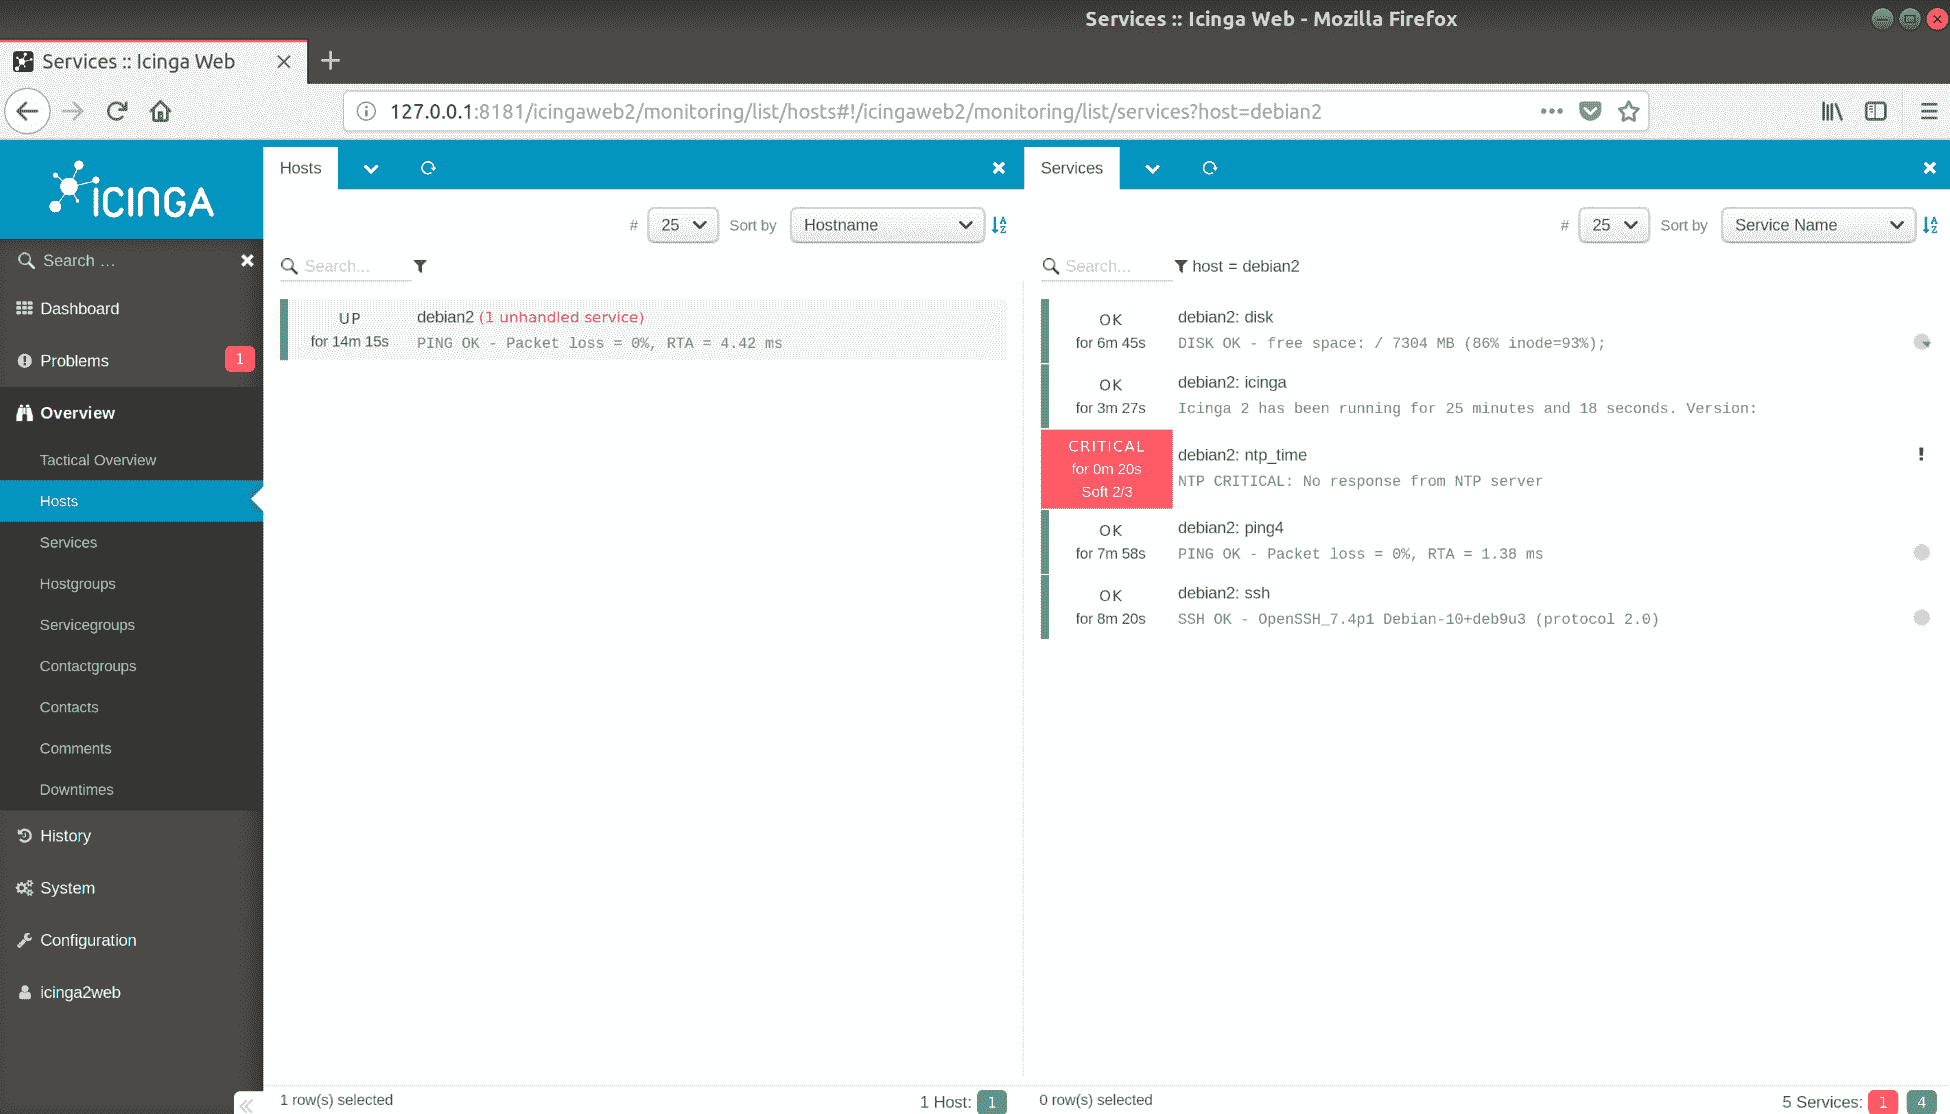 Services :: Icinga Web - Mozilla Firefox
Services :: Icinga Web
127.0.0.1:8181/icingaweb2/monitoring/list/hosts#!/icingaweb2/monitoring/list/services?host=debian2
ICINGA
Search ...
Dashboard
Problems 1
Overview
Tactical Overview
Hosts
Services
Hostgroups
Servicegroups
Contactgroups
Contacts
Comments
Downtimes
History
System
Configuration
icinga2web
Hosts
# 25 Sort by Hostname
Search...
UP
for 14m 15s
debian2 (1 unhandled service)
PING OK - Packet loss = 0%, RTA = 4.42 ms
1 row(s) selected
1 Host: 1
Services
# 25 Sort by Service Name
Search...
host = debian2
OK
for 6m 45s
debian2: disk
DISK OK - free space: / 7304 MB (86% inode=93%);
OK
for 3m 27s
debian2: icinga
Icinga 2 has been running for 25 minutes and 18 seconds. Version:
CRITICAL
for 0m 20s
Soft 2/3
debian2: ntp_time
NTP CRITICAL: No response from NTP server
OK
for 7m 58s
debian2: ping4
PING OK - Packet loss = 0%, RTA = 1.38 ms
OK
for 8m 20s
debian2: ssh
SSH OK - OpenSSH_7.4p1 Debian-10+deb9u3 (protocol 2.0)
0 row(s) selected
5 Services: 1 4